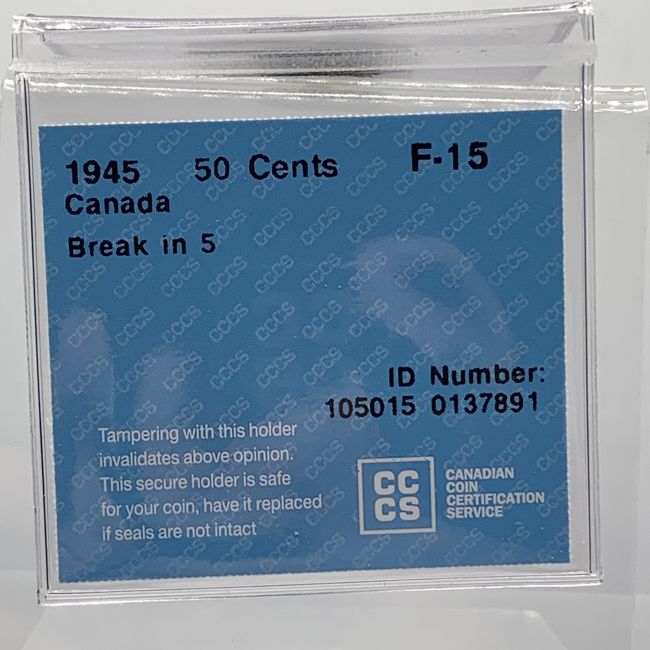 1945 50 Cents F-15
Canada
Break in 5
ID Number:
105015 0137891
Tampering with this holder
invalidates above opinion.
This secure holder is safe
for your coin, have it replaced
if seals are not intact
CC
CS
CANADIAN
COIN
CERTIFICATION
SERVICE